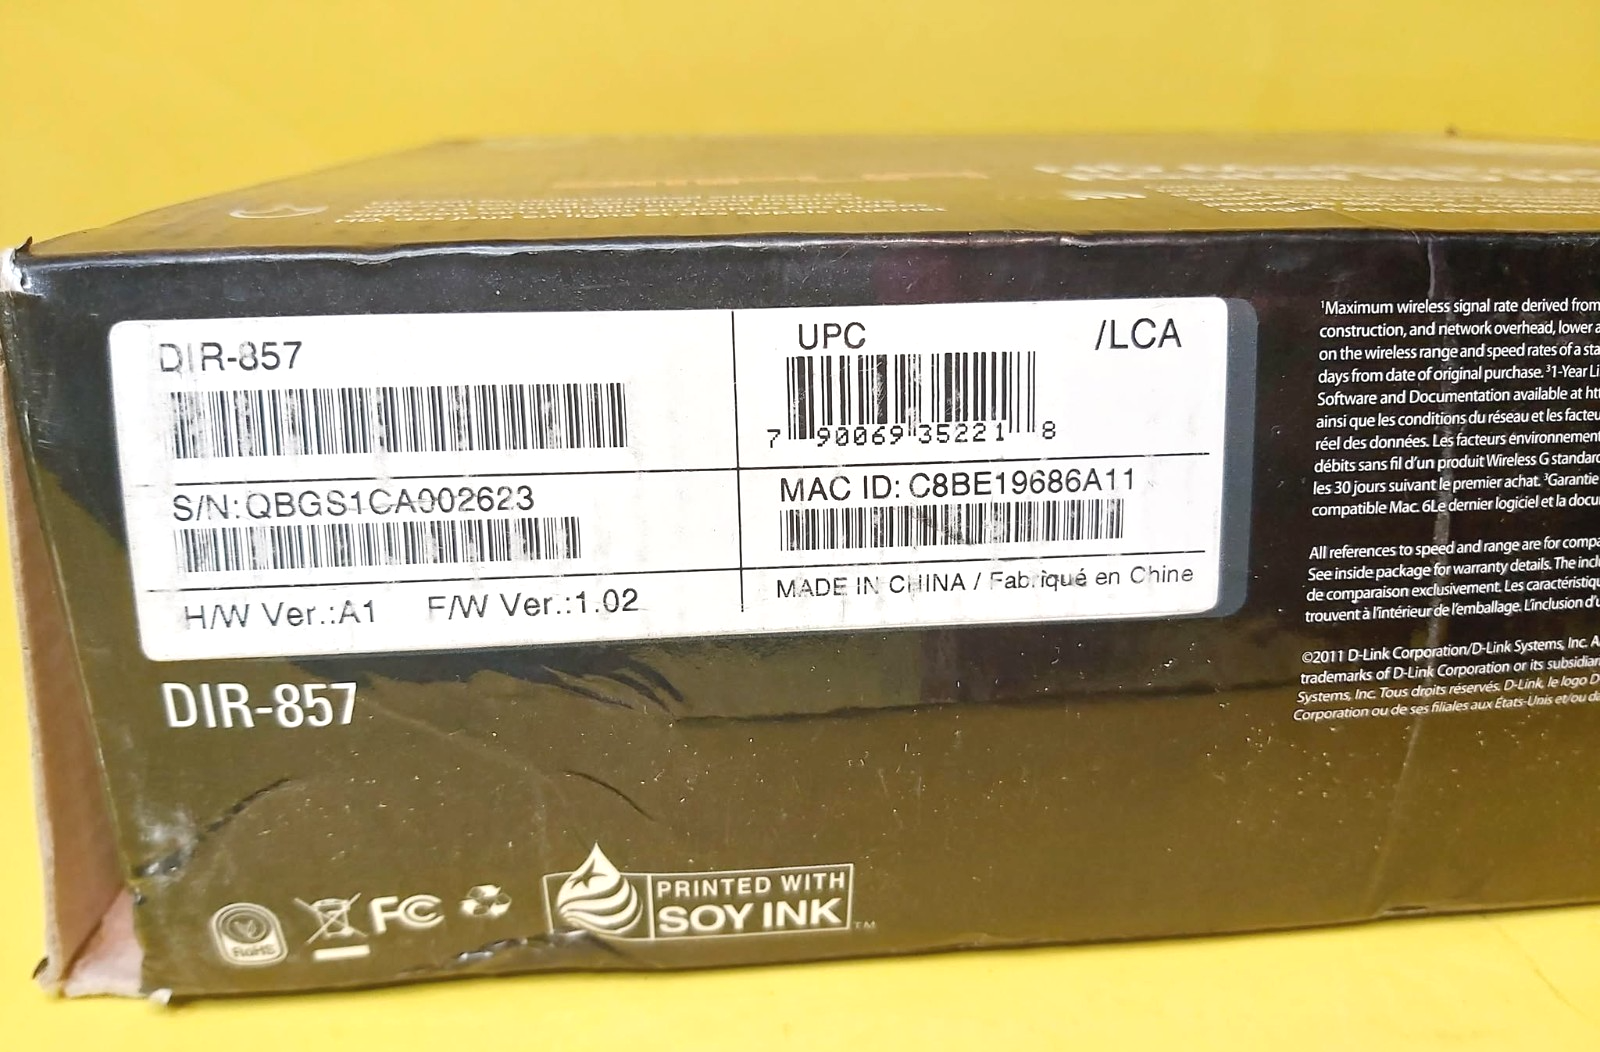 DIR-857
UPC /LCA
7 90069 35221 8
S/N:QBGS1CA002623
MAC ID: C8BE19686A11
H/W Ver.:A1 F/W Ver.:1.02
MADE IN CHINA / Fabriqué en Chine
DIR-857
RoHS
FC
PRINTED WITH
SOY INK™
¹Maximum wireless signal rate derived from
construction, and network overhead, lower a
on the wireless range and speed rates of a sta
days from date of original purchase. ³1-Year Li
Software and Documentation available at ht
ainsi que les conditions du réseau et les facteu
réel des données. Les facteurs environnement
débits sans fil d'un produit Wireless G standard
les 30 jours suivant le premier achat. ³Garantie
compatible Mac. 6Le dernier logiciel et la docu
All references to speed and range are for compa
See inside package for warranty details. The incl
de comparaison exclusivement. Les caractéristiqu
trouvent à l'intérieur de l'emballage. L'inclusion d'u
©2011 D-Link Corporation/D-Link Systems, Inc. A
trademarks of D-Link Corporation or its subsidiar
Systems, Inc. Tous droits réservés. D-Link, le logo D
Corporation ou de ses filiales aux États-Unis et/ou da